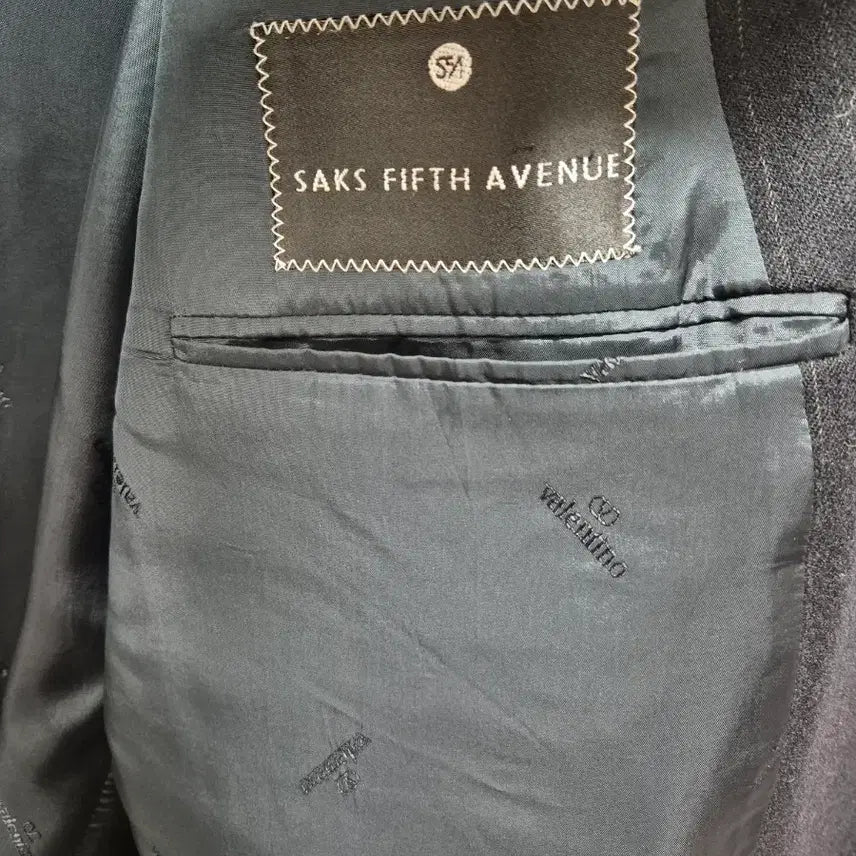 SFA
SAKS FIFTH AVENUE
valentino
valentino